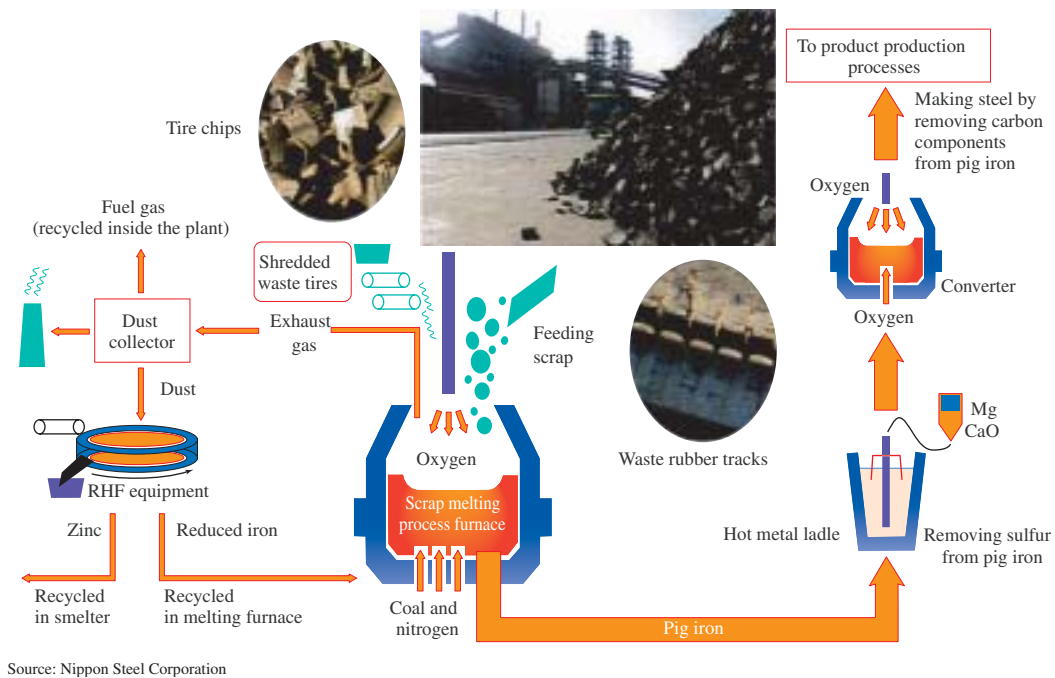 To product production
processes
Making steel by
removing carbon
components
from pig iron
Tire chips
Oxygen
Fuel gas
(recycled inside the plant)
Shredded
waste tires
Converter
Dust
collector
Exhaust
gas
Feeding
scrap
Oxygen
Dust
Mg
CaO
Oxygen
Waste rubber tracks
RHF equipment
Scrap melting
process furnace
Zinc
Reduced iron
Hot metal ladle
Removing sulfur
from pig iron
Recycled
in smelter
Recycled
in melting furnace
Coal and
nitrogen
Pig iron
Source: Nippon Steel Corporation